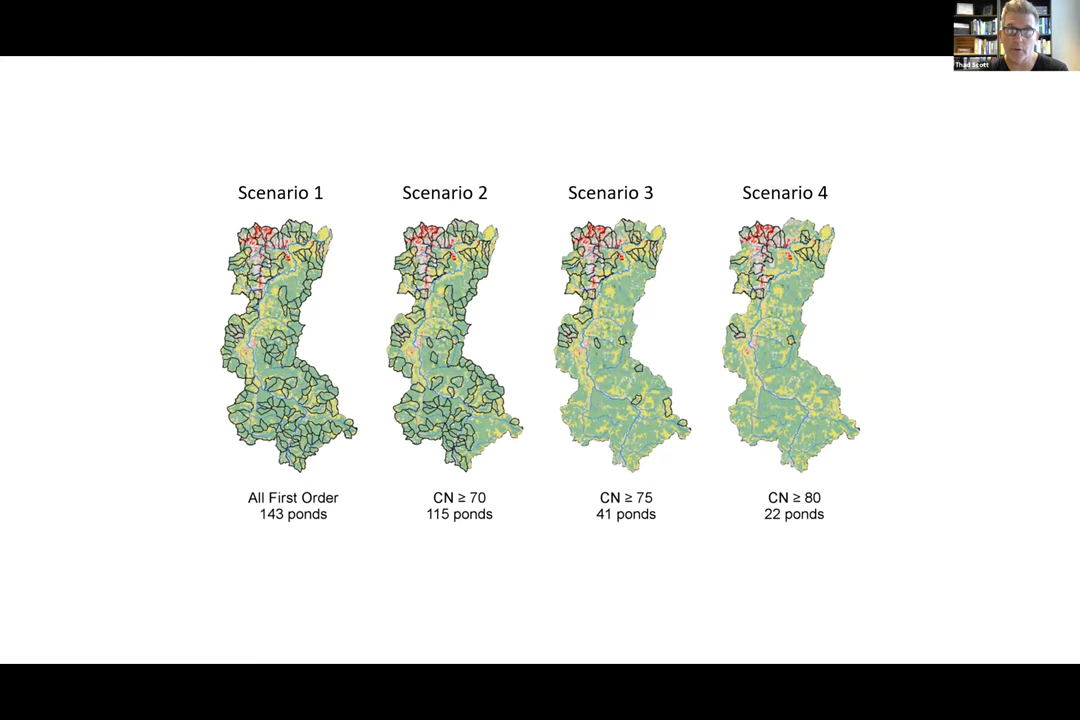 Thad Scott
Scenario 1
Scenario 2
Scenario 3
Scenario 4
All First Order
143 ponds
CN ≥ 70
115 ponds
CN ≥ 75
41 ponds
CN ≥ 80
22 ponds